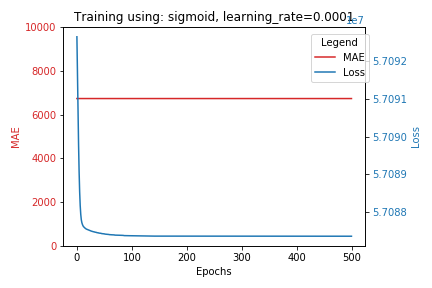 Training using: sigmoid, learning_rate=0.0001
1e7
10000
8000
6000
4000
2000
0
MAE
Legend
MAE
Loss
5.7092
5.7091
5.7090
5.7089
5.7088
Loss
0
100
200
300
400
500
Epochs